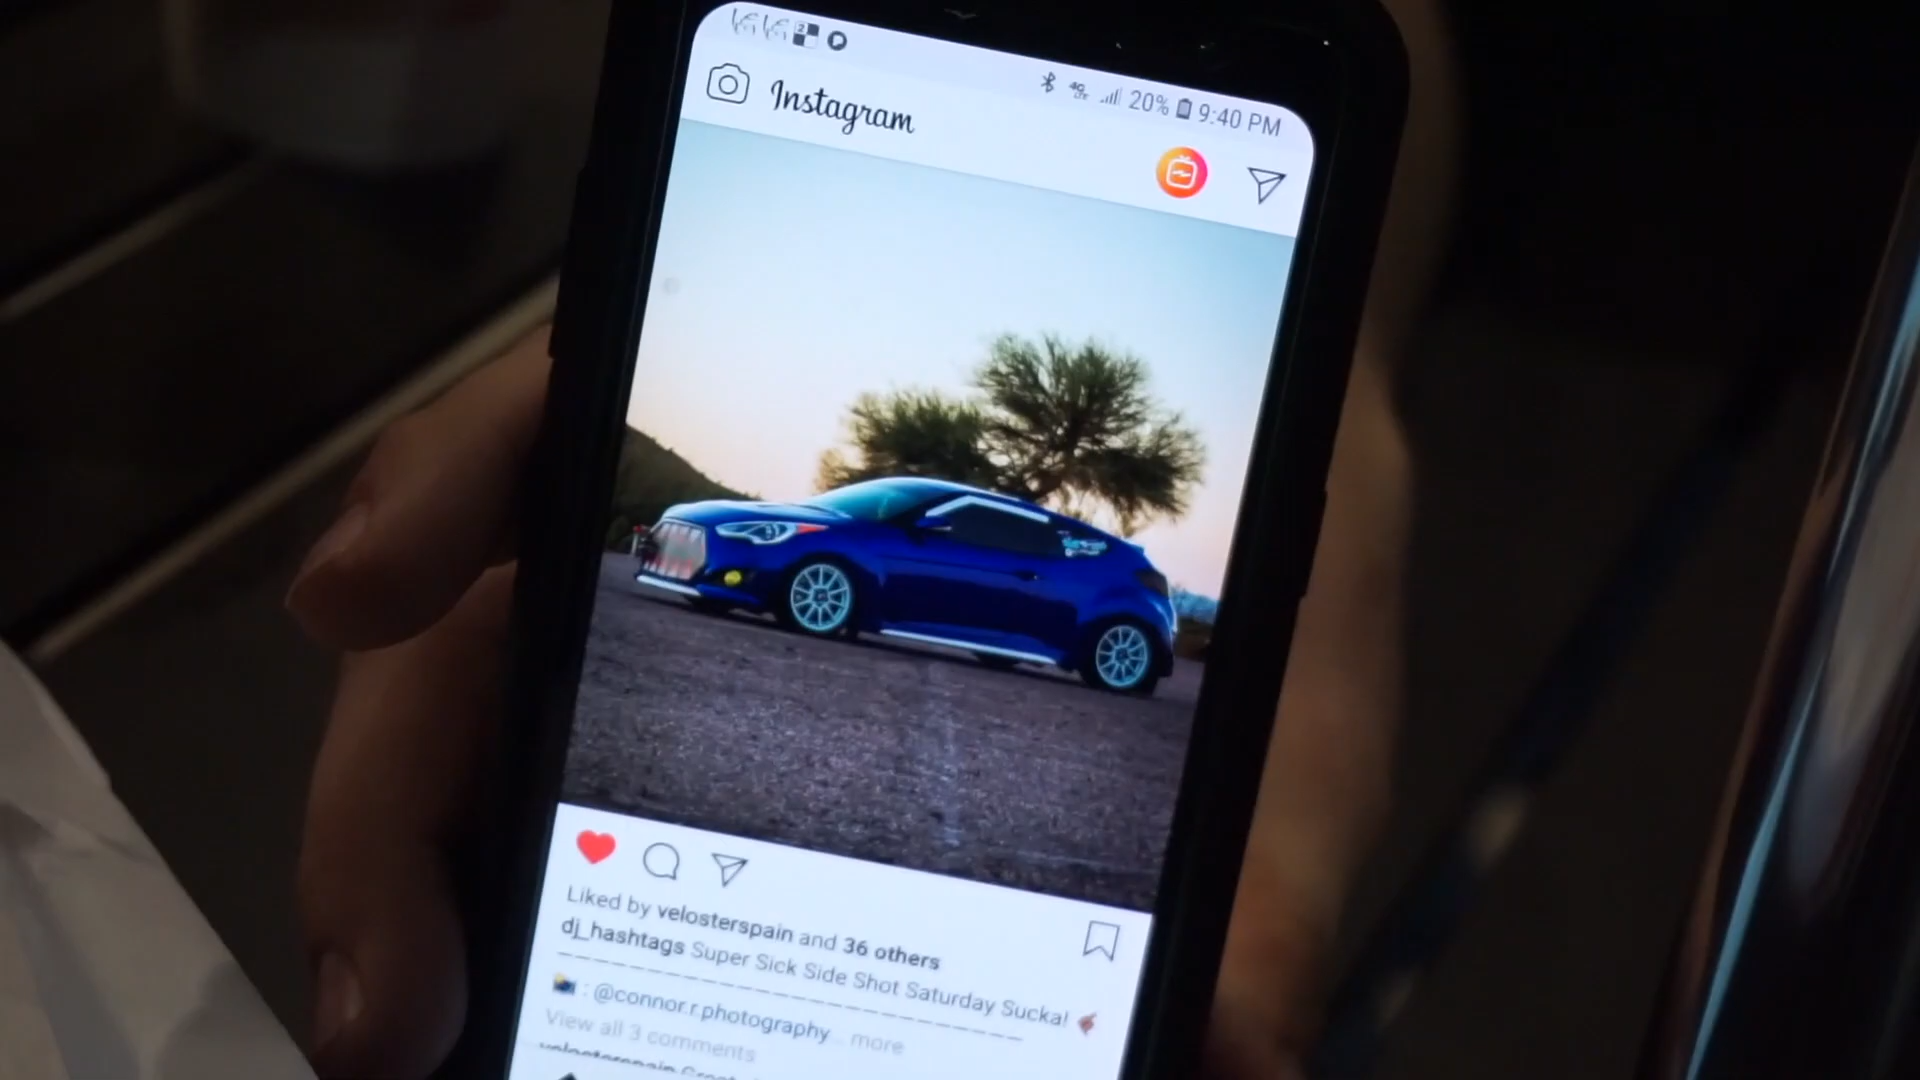 20% 9:40 PM
Instagram
Liked by velosterspain and 36 others
dj_hashtags Super Sick Side Shot Saturday Sucka!
: @connor.r.photography... more
View all 3 comments
velosterspain